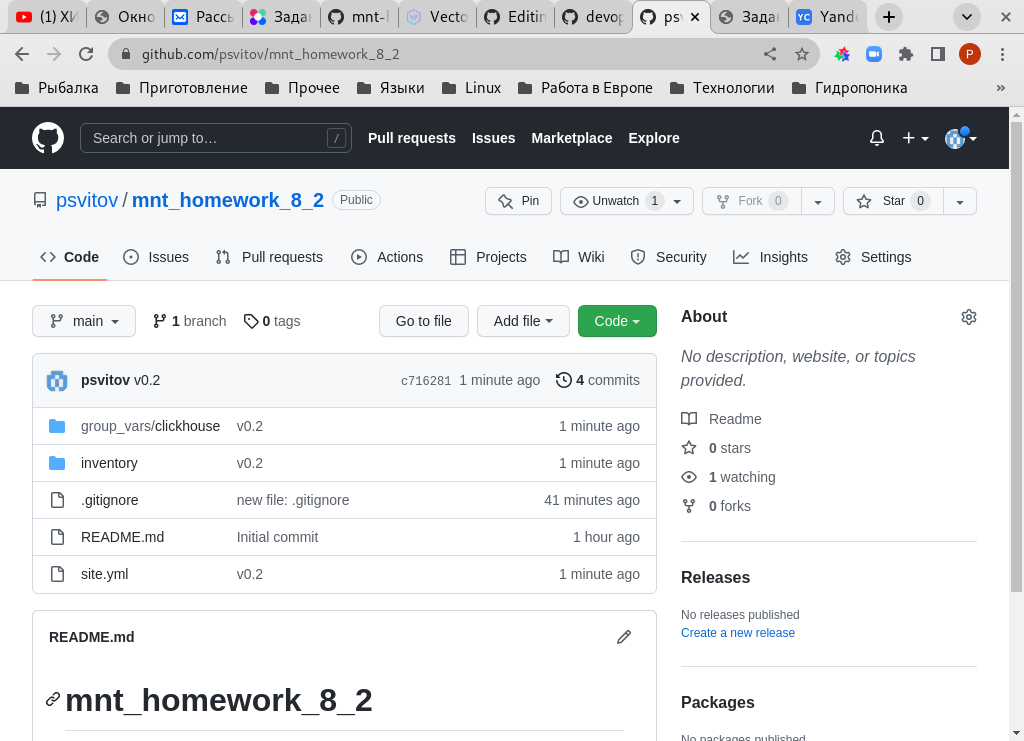 (1) ХИ Окно Рассы Зада mnt-h Vecto Editin devop psv Зада YC Yande
github.com/psvitov/mnt_homework_8_2 P
Рыбалка Приготовление Прочее Языки Linux Работа в Европе Технологии Гидропоника »
Search or jump to… / Pull requests Issues Marketplace Explore
psvitov / mnt_homework_8_2 Public Pin Unwatch 1 Fork 0 Star 0
Code Issues Pull requests Actions Projects Wiki Security Insights Settings
main 1 branch 0 tags Go to file Add file Code
psvitov v0.2 c716281 1 minute ago 4 commits
group_vars/clickhouse v0.2 1 minute ago
inventory v0.2 1 minute ago
.gitignore new file: .gitignore 41 minutes ago
README.md Initial commit 1 hour ago
site.yml v0.2 1 minute ago
README.md
mnt_homework_8_2
About
No description, website, or topics
provided.
Readme
0 stars
1 watching
0 forks
Releases
No releases published
Create a new release
Packages
No packages published